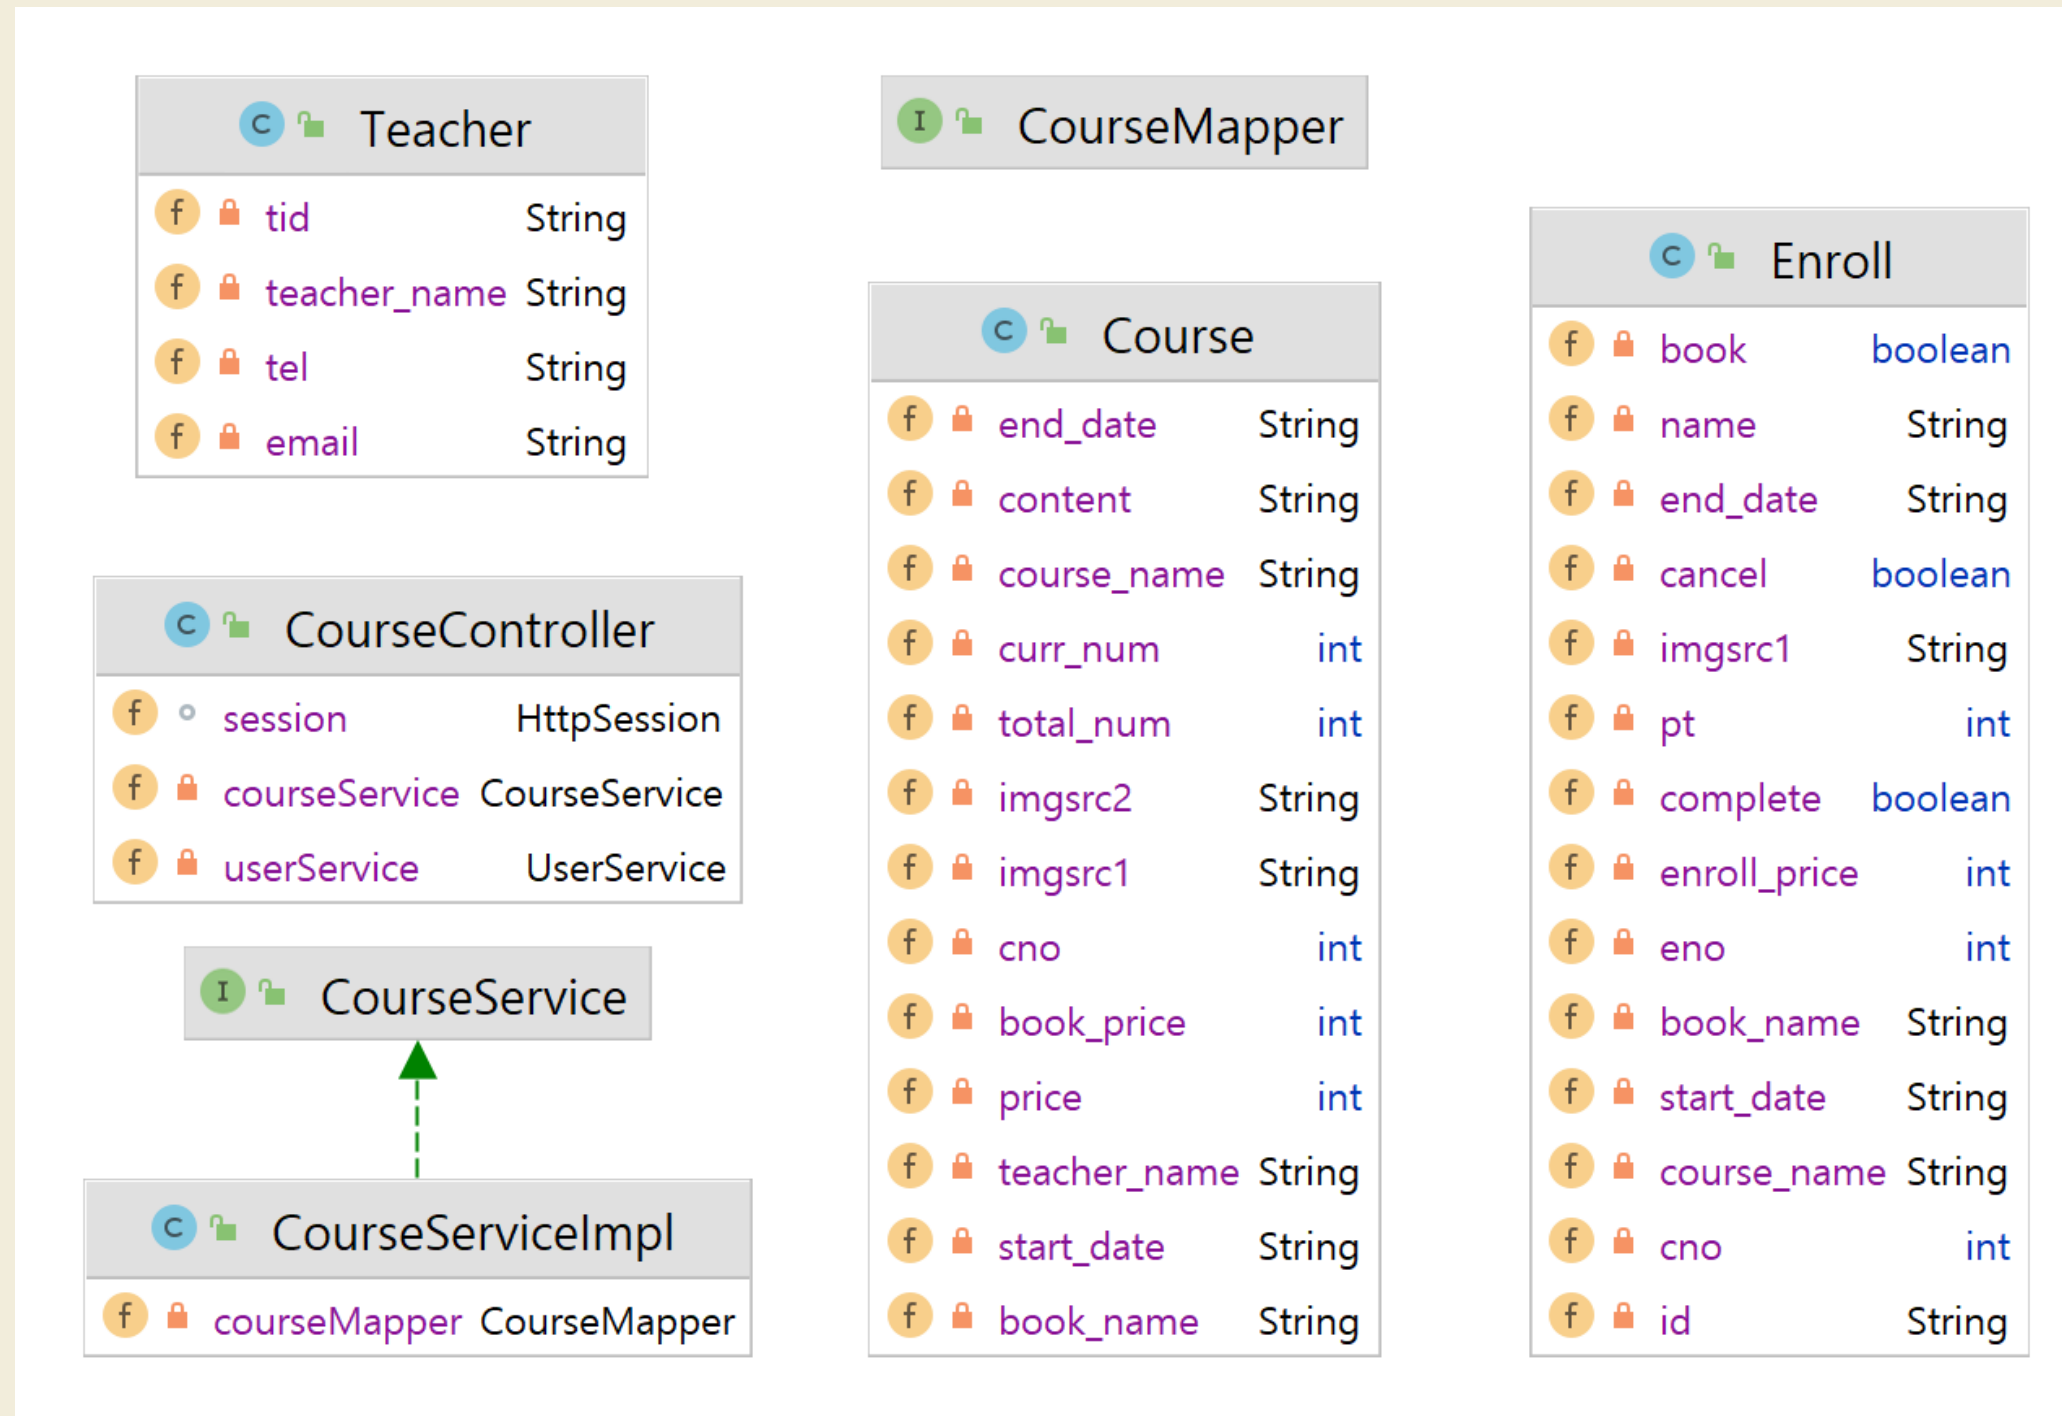 Teacher
tid String
teacher_name String
tel String
email String
CourseController
session HttpSession
courseService CourseService
userService UserService
CourseService
CourseServiceImpl
courseMapper CourseMapper
CourseMapper
Course
end_date String
content String
course_name String
curr_num int
total_num int
imgsrc2 String
imgsrc1 String
cno int
book_price int
price int
teacher_name String
start_date String
book_name String
Enroll
book boolean
name String
end_date String
cancel boolean
imgsrc1 String
pt int
complete boolean
enroll_price int
eno int
book_name String
start_date String
course_name String
cno int
id String